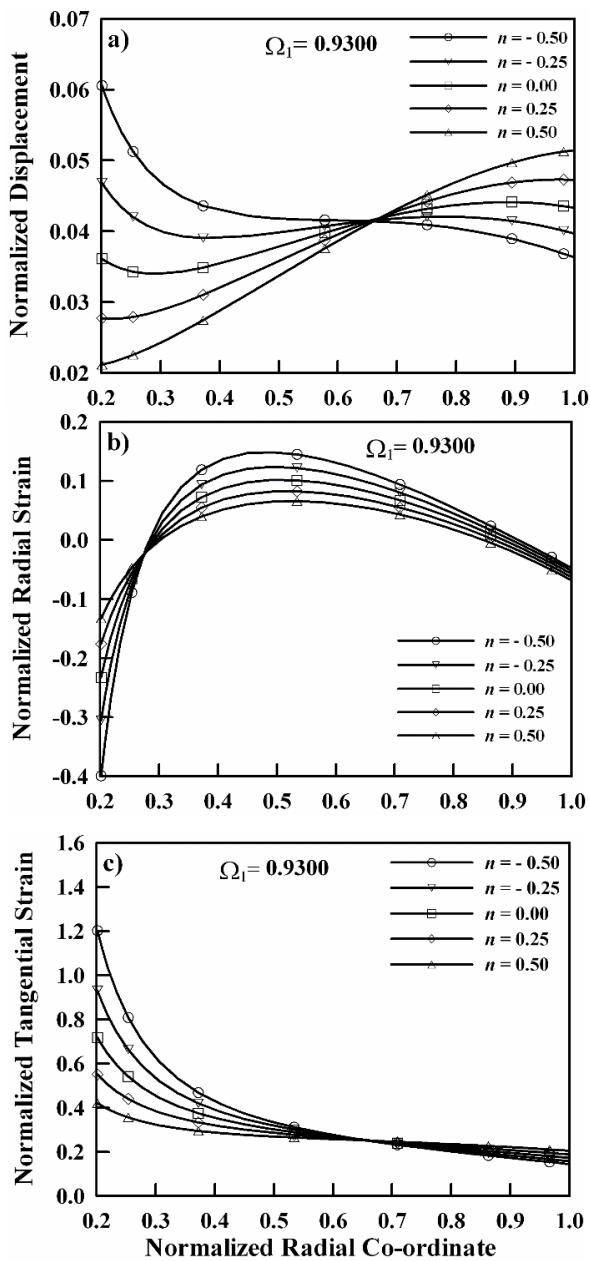 a)
Ω1= 0.9300
n = - 0.50
n = - 0.25
n = 0.00
n = 0.25
n = 0.50
Normalized Displacement
0.07
0.06
0.05
0.04
0.03
0.02
0.2 0.3 0.4 0.5 0.6 0.7 0.8 0.9 1.0
b)
Ω1= 0.9300
Normalized Radial Strain
0.2
0.1
0.0
-0.1
-0.2
-0.3
-0.4
n = - 0.50
n = - 0.25
n = 0.00
n = 0.25
n = 0.50
0.2 0.3 0.4 0.5 0.6 0.7 0.8 0.9 1.0
c)
Ω1= 0.9300
n = - 0.50
n = - 0.25
n = 0.00
n = 0.25
n = 0.50
Normalized Tangential Strain
1.6
1.4
1.2
1.0
0.8
0.6
0.4
0.2
0.0
0.2 0.3 0.4 0.5 0.6 0.7 0.8 0.9 1.0
Normalized Radial Co-ordinate